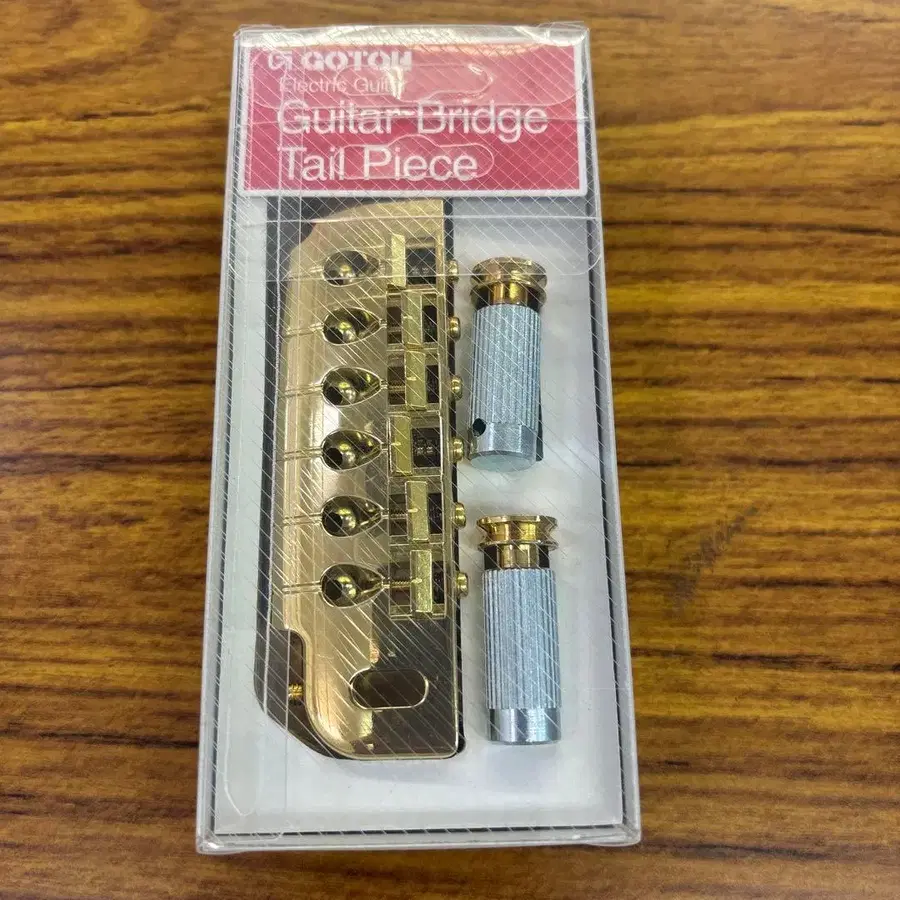 GOTOH
Electric Guitar
Guitar Bridge
Tail Piece